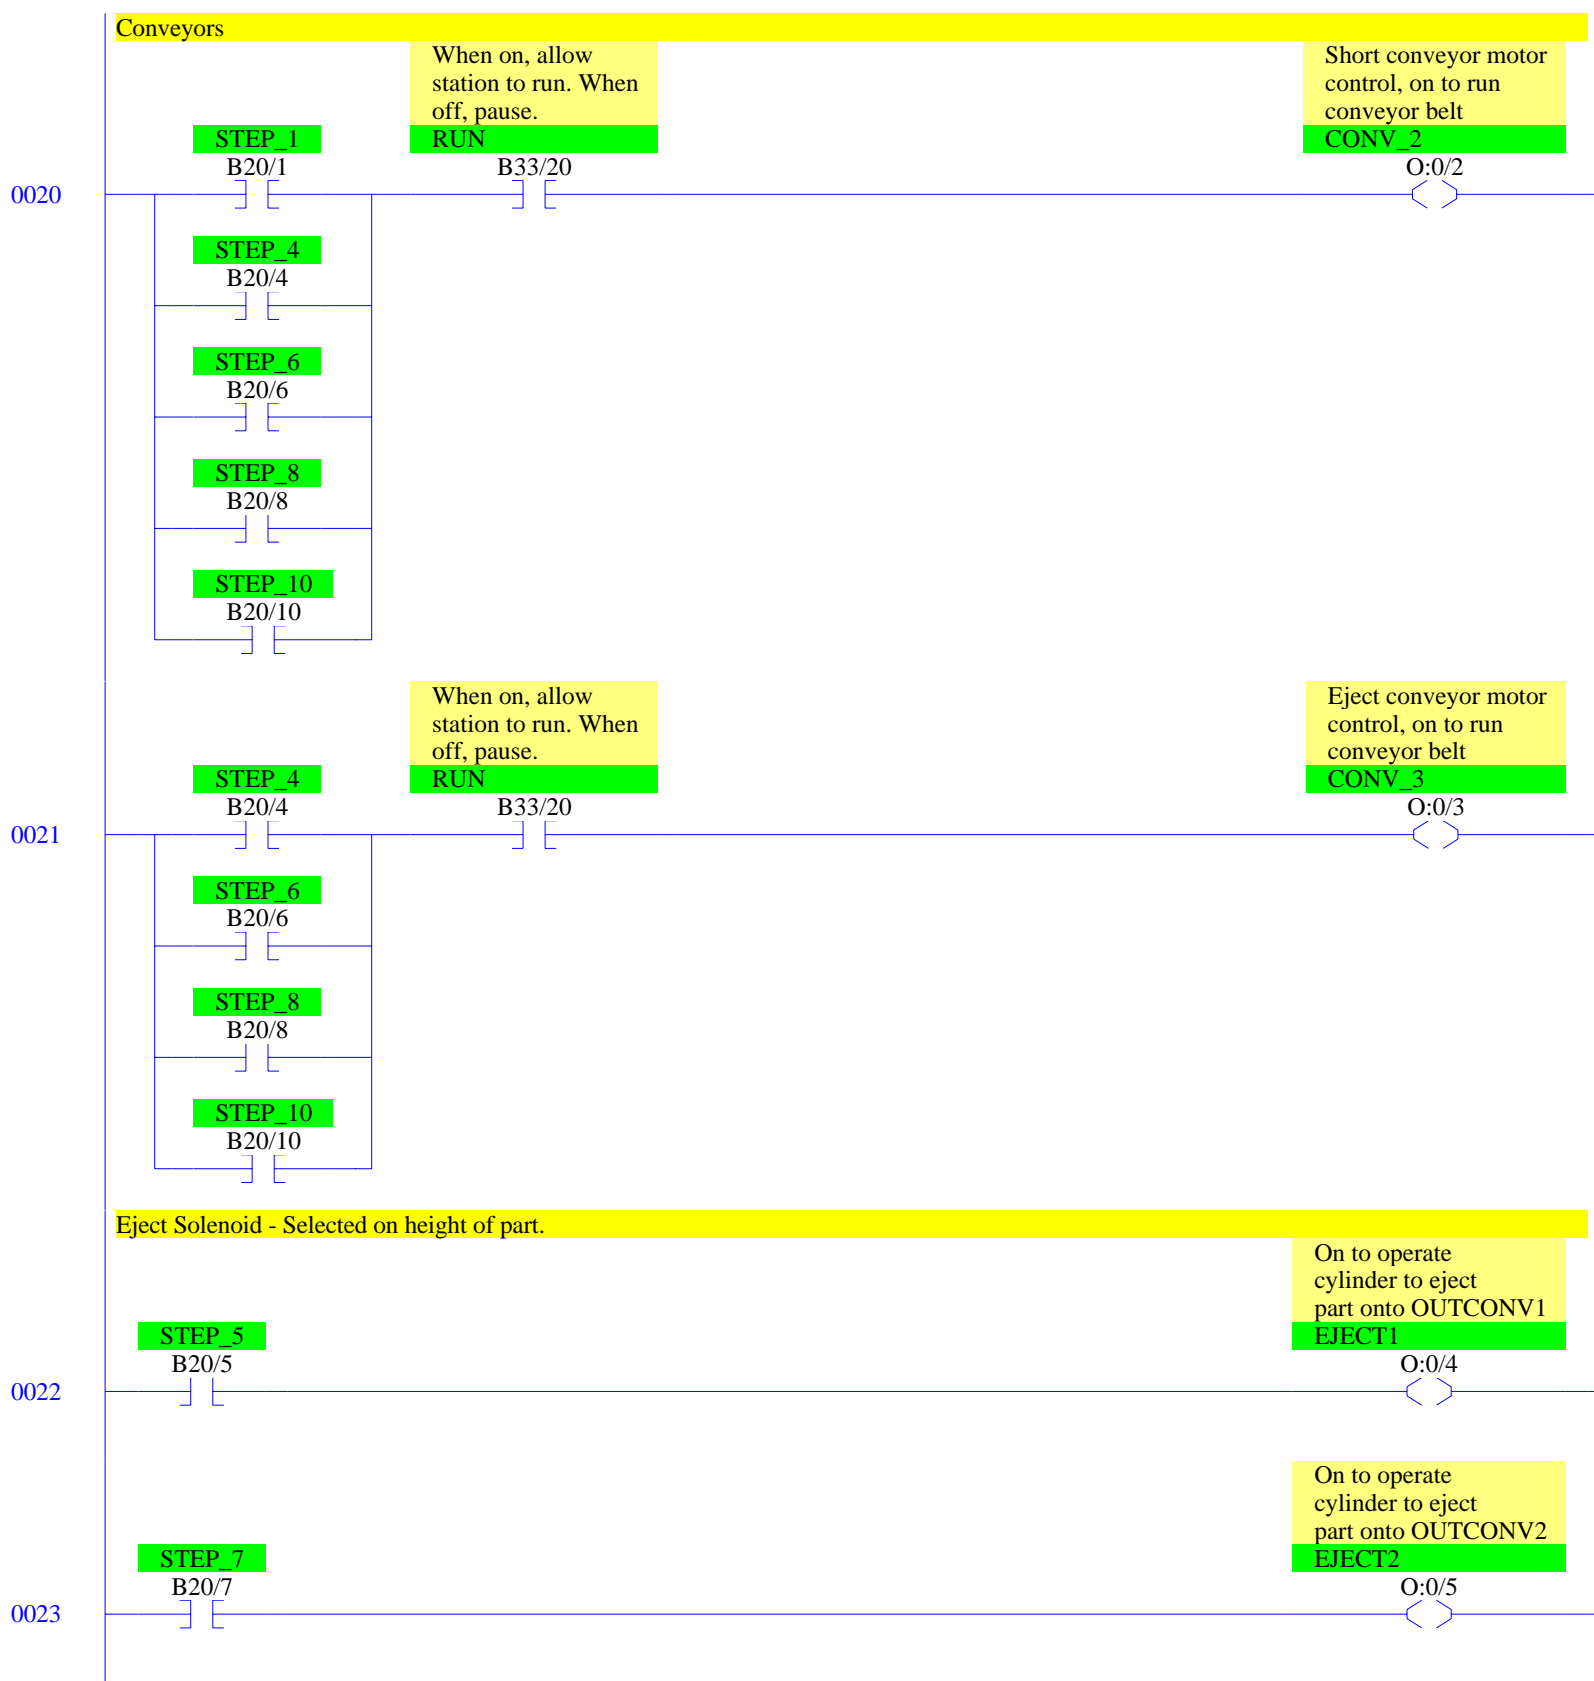 Conveyors
When on, allow
station to run. When
off, pause.
RUN
B33/20
Short conveyor motor
control, on to run
conveyor belt
CONV_2
O:0/2
STEP_1
B20/1
0020
STEP_4
B20/4
STEP_6
B20/6
STEP_8
B20/8
STEP_10
B20/10
When on, allow
station to run. When
off, pause.
RUN
B33/20
Eject conveyor motor
control, on to run
conveyor belt
CONV_3
O:0/3
STEP_4
B20/4
0021
STEP_6
B20/6
STEP_8
B20/8
STEP_10
B20/10
Eject Solenoid - Selected on height of part.
On to operate
cylinder to eject
part onto OUTCONV1
EJECT1
O:0/4
STEP_5
B20/5
0022
On to operate
cylinder to eject
part onto OUTCONV2
EJECT2
O:0/5
STEP_7
B20/7
0023